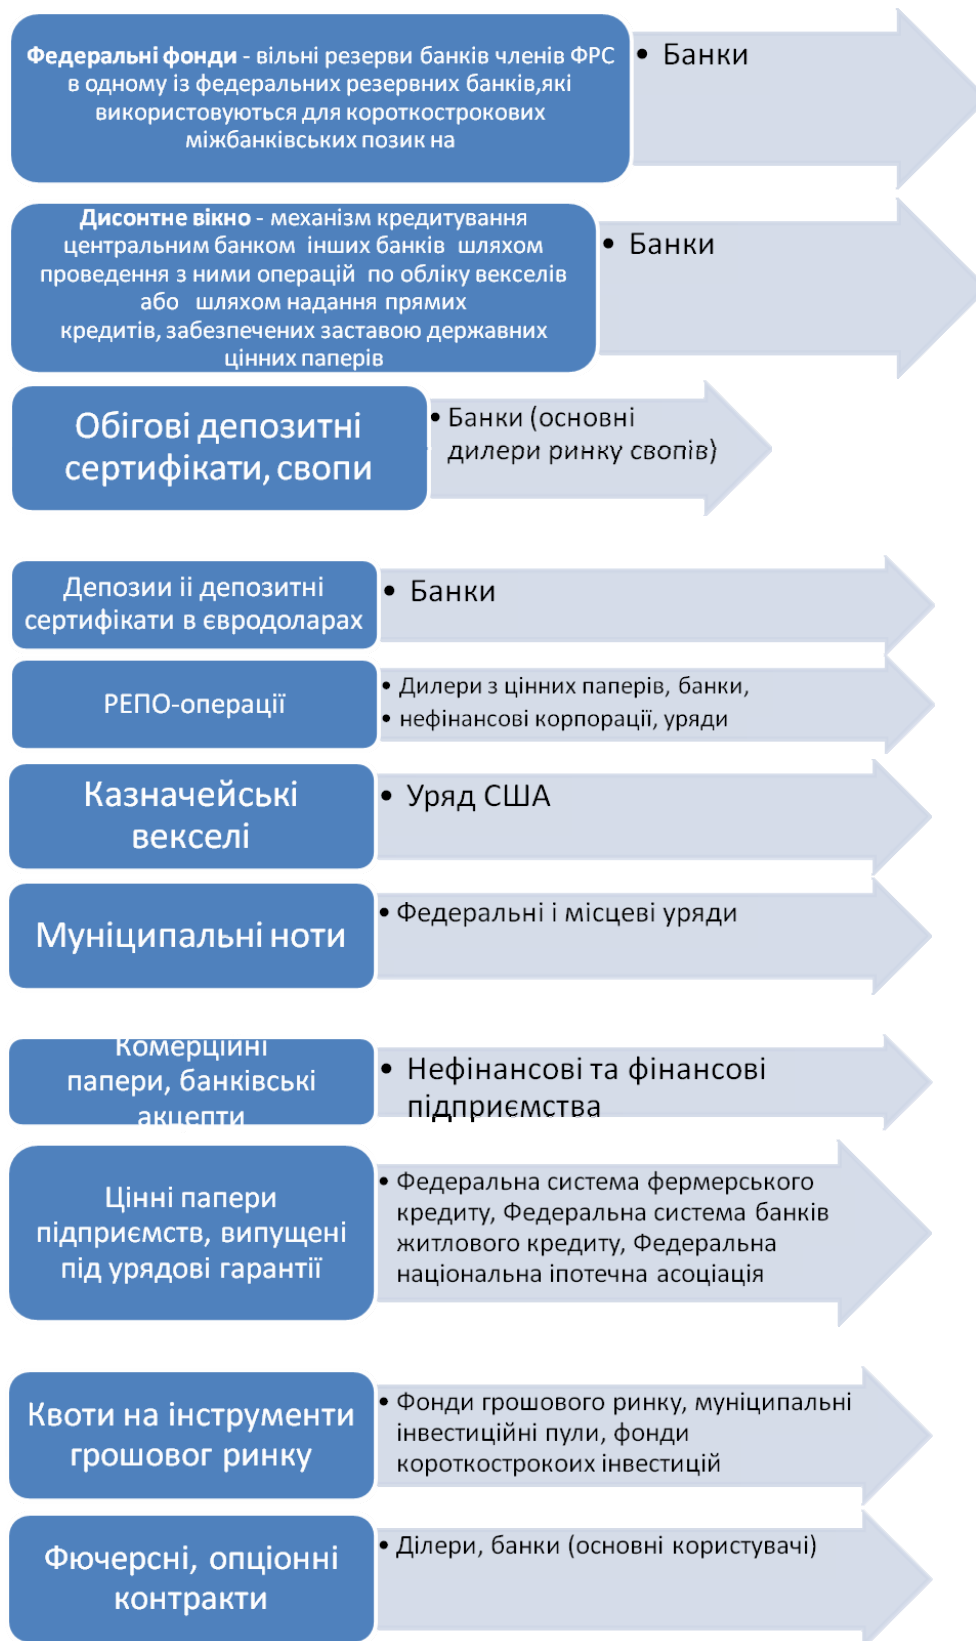 Федеральні фонди - вільні резерви банків членів ФРС
в одному із федеральних резервних банків,які
використовуються для короткострокових
міжбанківських позик на
• Банки
Дисонтне вікно - механізм кредитування
центральним банком інших банків шляхом
проведення з ними операцій по обліку векселів
або шляхом надання прямих
кредитів, забезпечених заставою державних
цінних паперів
• Банки
Обігові депозитні
сертифікати, свопи
• Банки (основні
дилери ринку свопів)
Депозии іі депозитні
сертифікати в євродоларах
• Банки
РЕПО-операції
• Дилери з цінних паперів, банки,
• нефінансові корпорації, уряди
Казначейські
векселі
• Уряд США
Муніципальні ноти
• Федеральні і місцеві уряди
Комерційні
папери, банківські
акцепти
• Нефінансові та фінансові
підприємства
Цінні папери
підприємств, випущені
під урядові гарантії
• Федеральна система фермерського
кредиту, Федеральна система банків
житлового кредиту, Федеральна
національна іпотечна асоціація
Квоти на інструменти
грошовог ринку
• Фонди грошового ринку, муніципальні
інвестиційні пули, фонди
короткострокоих інвестицій
Фючерсні, опціонні
контракти
• Ділери, банки (основні користувачі)